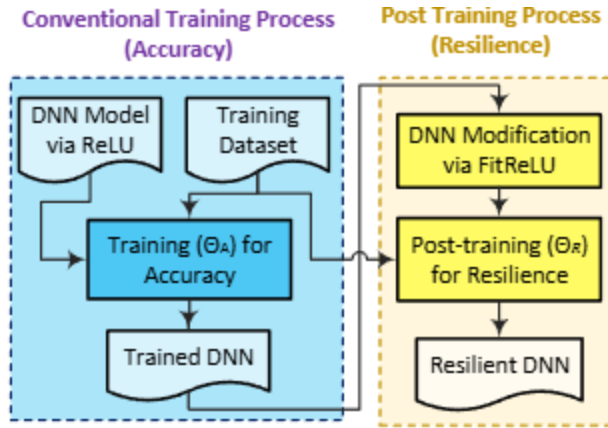 Conventional Training Process
(Accuracy)
Post Training Process
(Resilience)
DNN Model
via ReLU
Training
Dataset
DNN Modification
via FitReLU
Training (ΘA) for
Accuracy
Post-training (ΘR)
for Resilience
Trained DNN
Resilient DNN